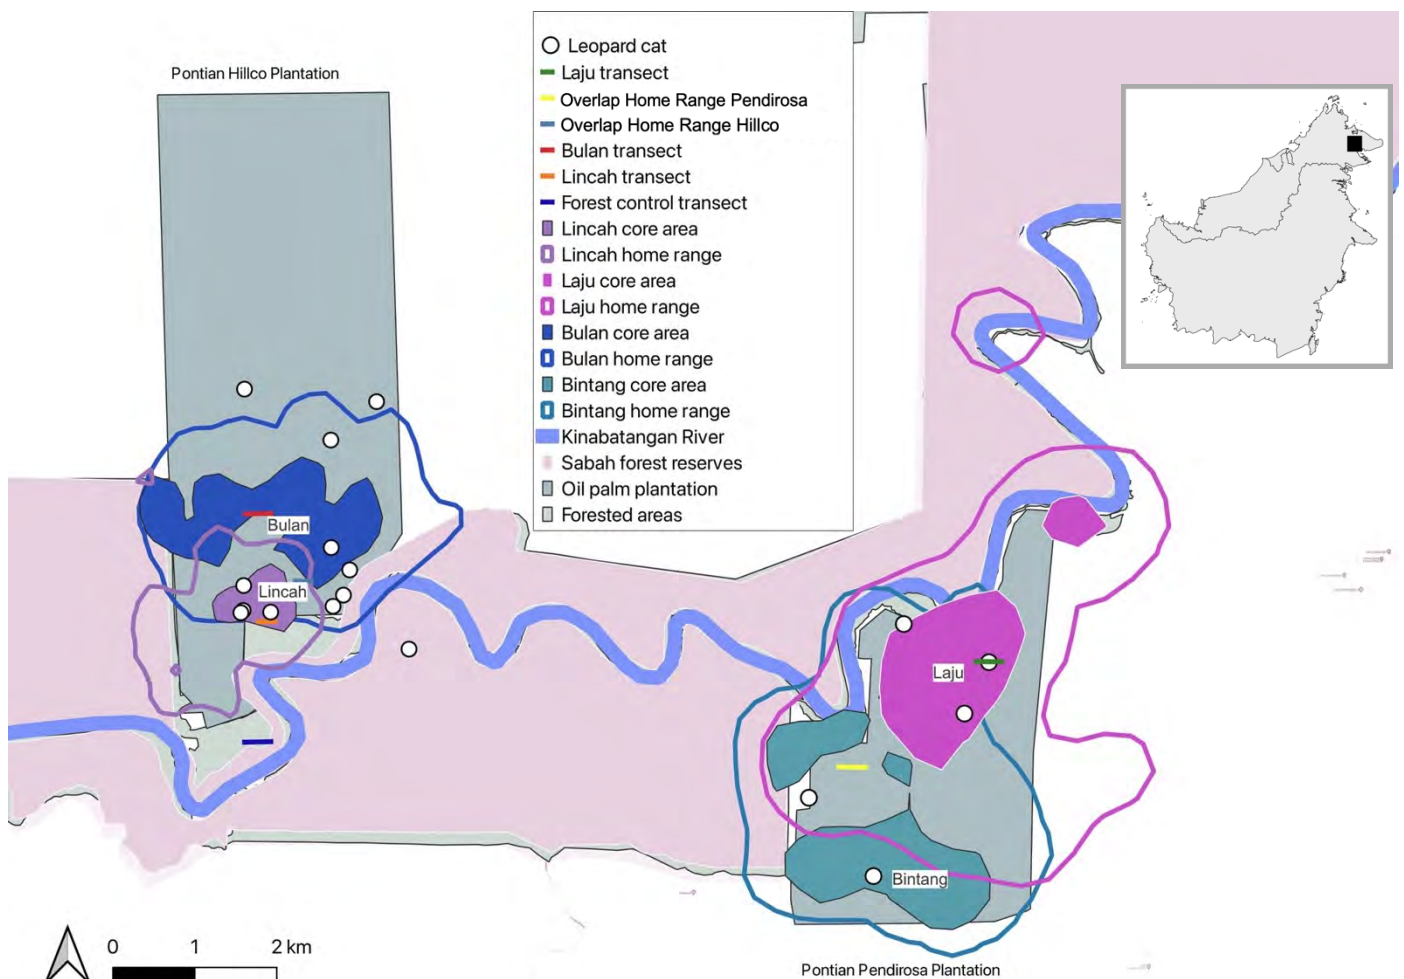 Pontian Hillco Plantation
Leopard cat
Laju transect
Overlap Home Range Pendirosa
Overlap Home Range Hillco
Bulan transect
Lincah transect
Forest control transect
Lincah core area
Lincah home range
Laju core area
Laju home range
Bulan core area
Bulan home range
Bintang core area
Bintang home range
Kinabatangan River
Sabah forest reserves
Oil palm plantation
Forested areas
Bulan
Lincah
Laju
Bintang
0 1 2 km
Pontian Pendirosa Plantation